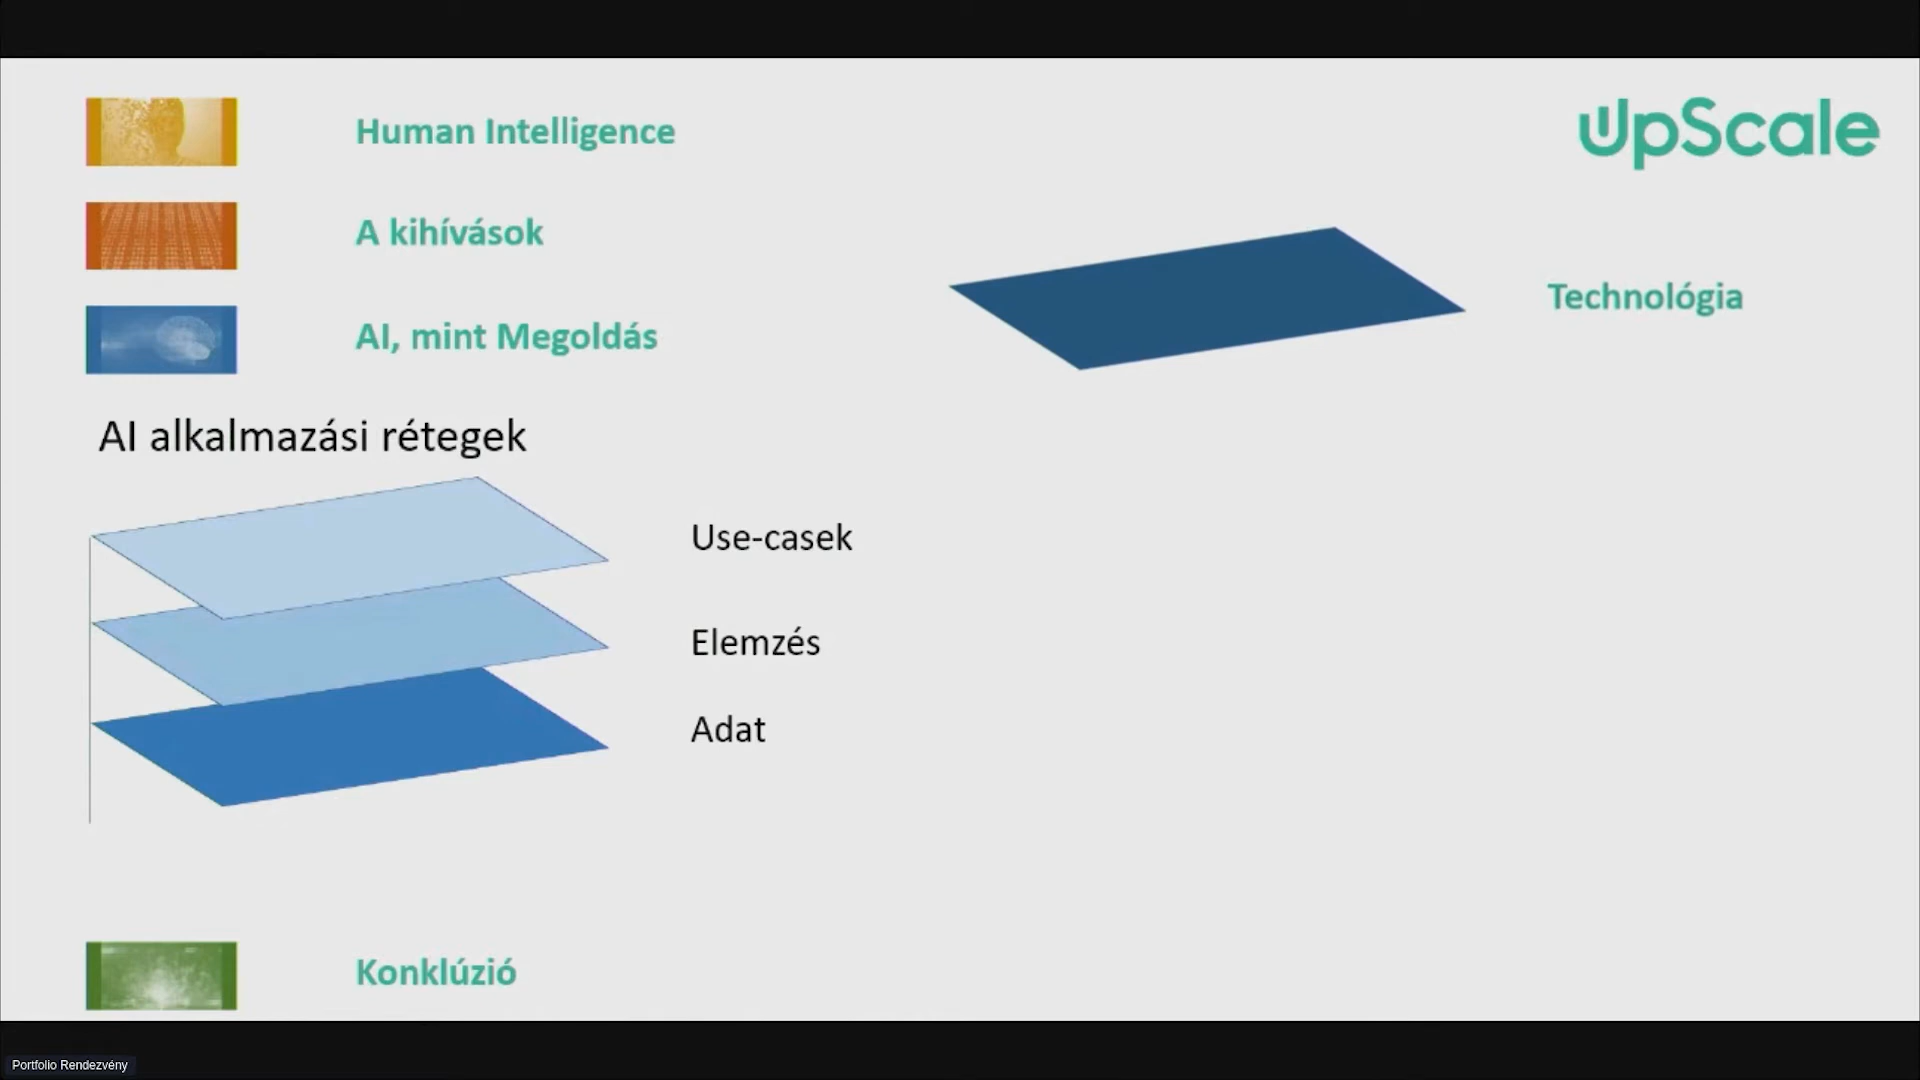 Human Intelligence
UpScale
A kihívások
Technológia
AI, mint Megoldás
AI alkalmazási rétegek
Use-casek
Elemzés
Adat
Konklúzió
Portfolio Rendezvény